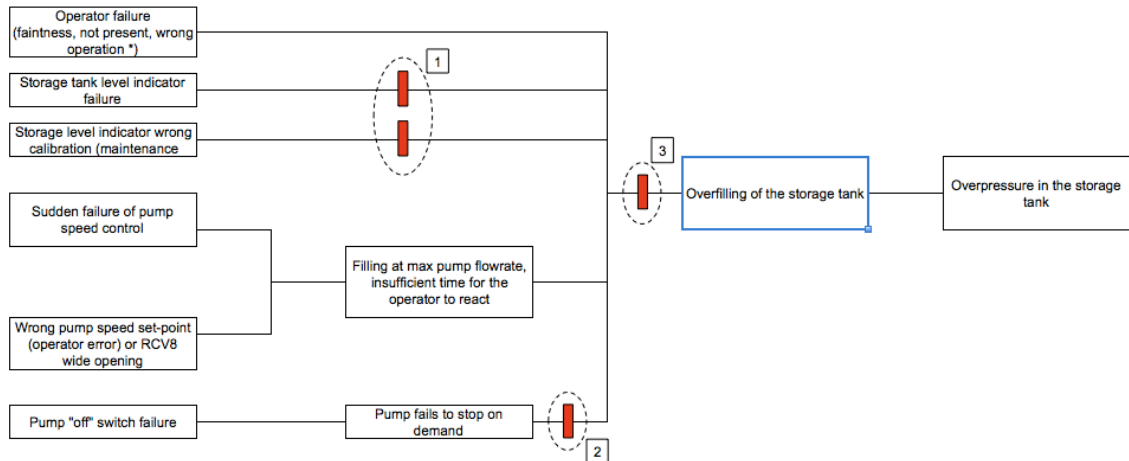 Operator failure
(faintness, not present, wrong
operation *)
1
Storage tank level indicator
failure
Storage level indicator wrong
calibration (maintenance
3
Overfilling of the storage tank
Overpressure in the storage
tank
Sudden failure of pump
speed control
Filling at max pump flowrate,
insufficient time for the
operator to react
Wrong pump speed set-point
(operator error) or RCV8
wide opening
Pump "off" switch failure
Pump fails to stop on
demand
2